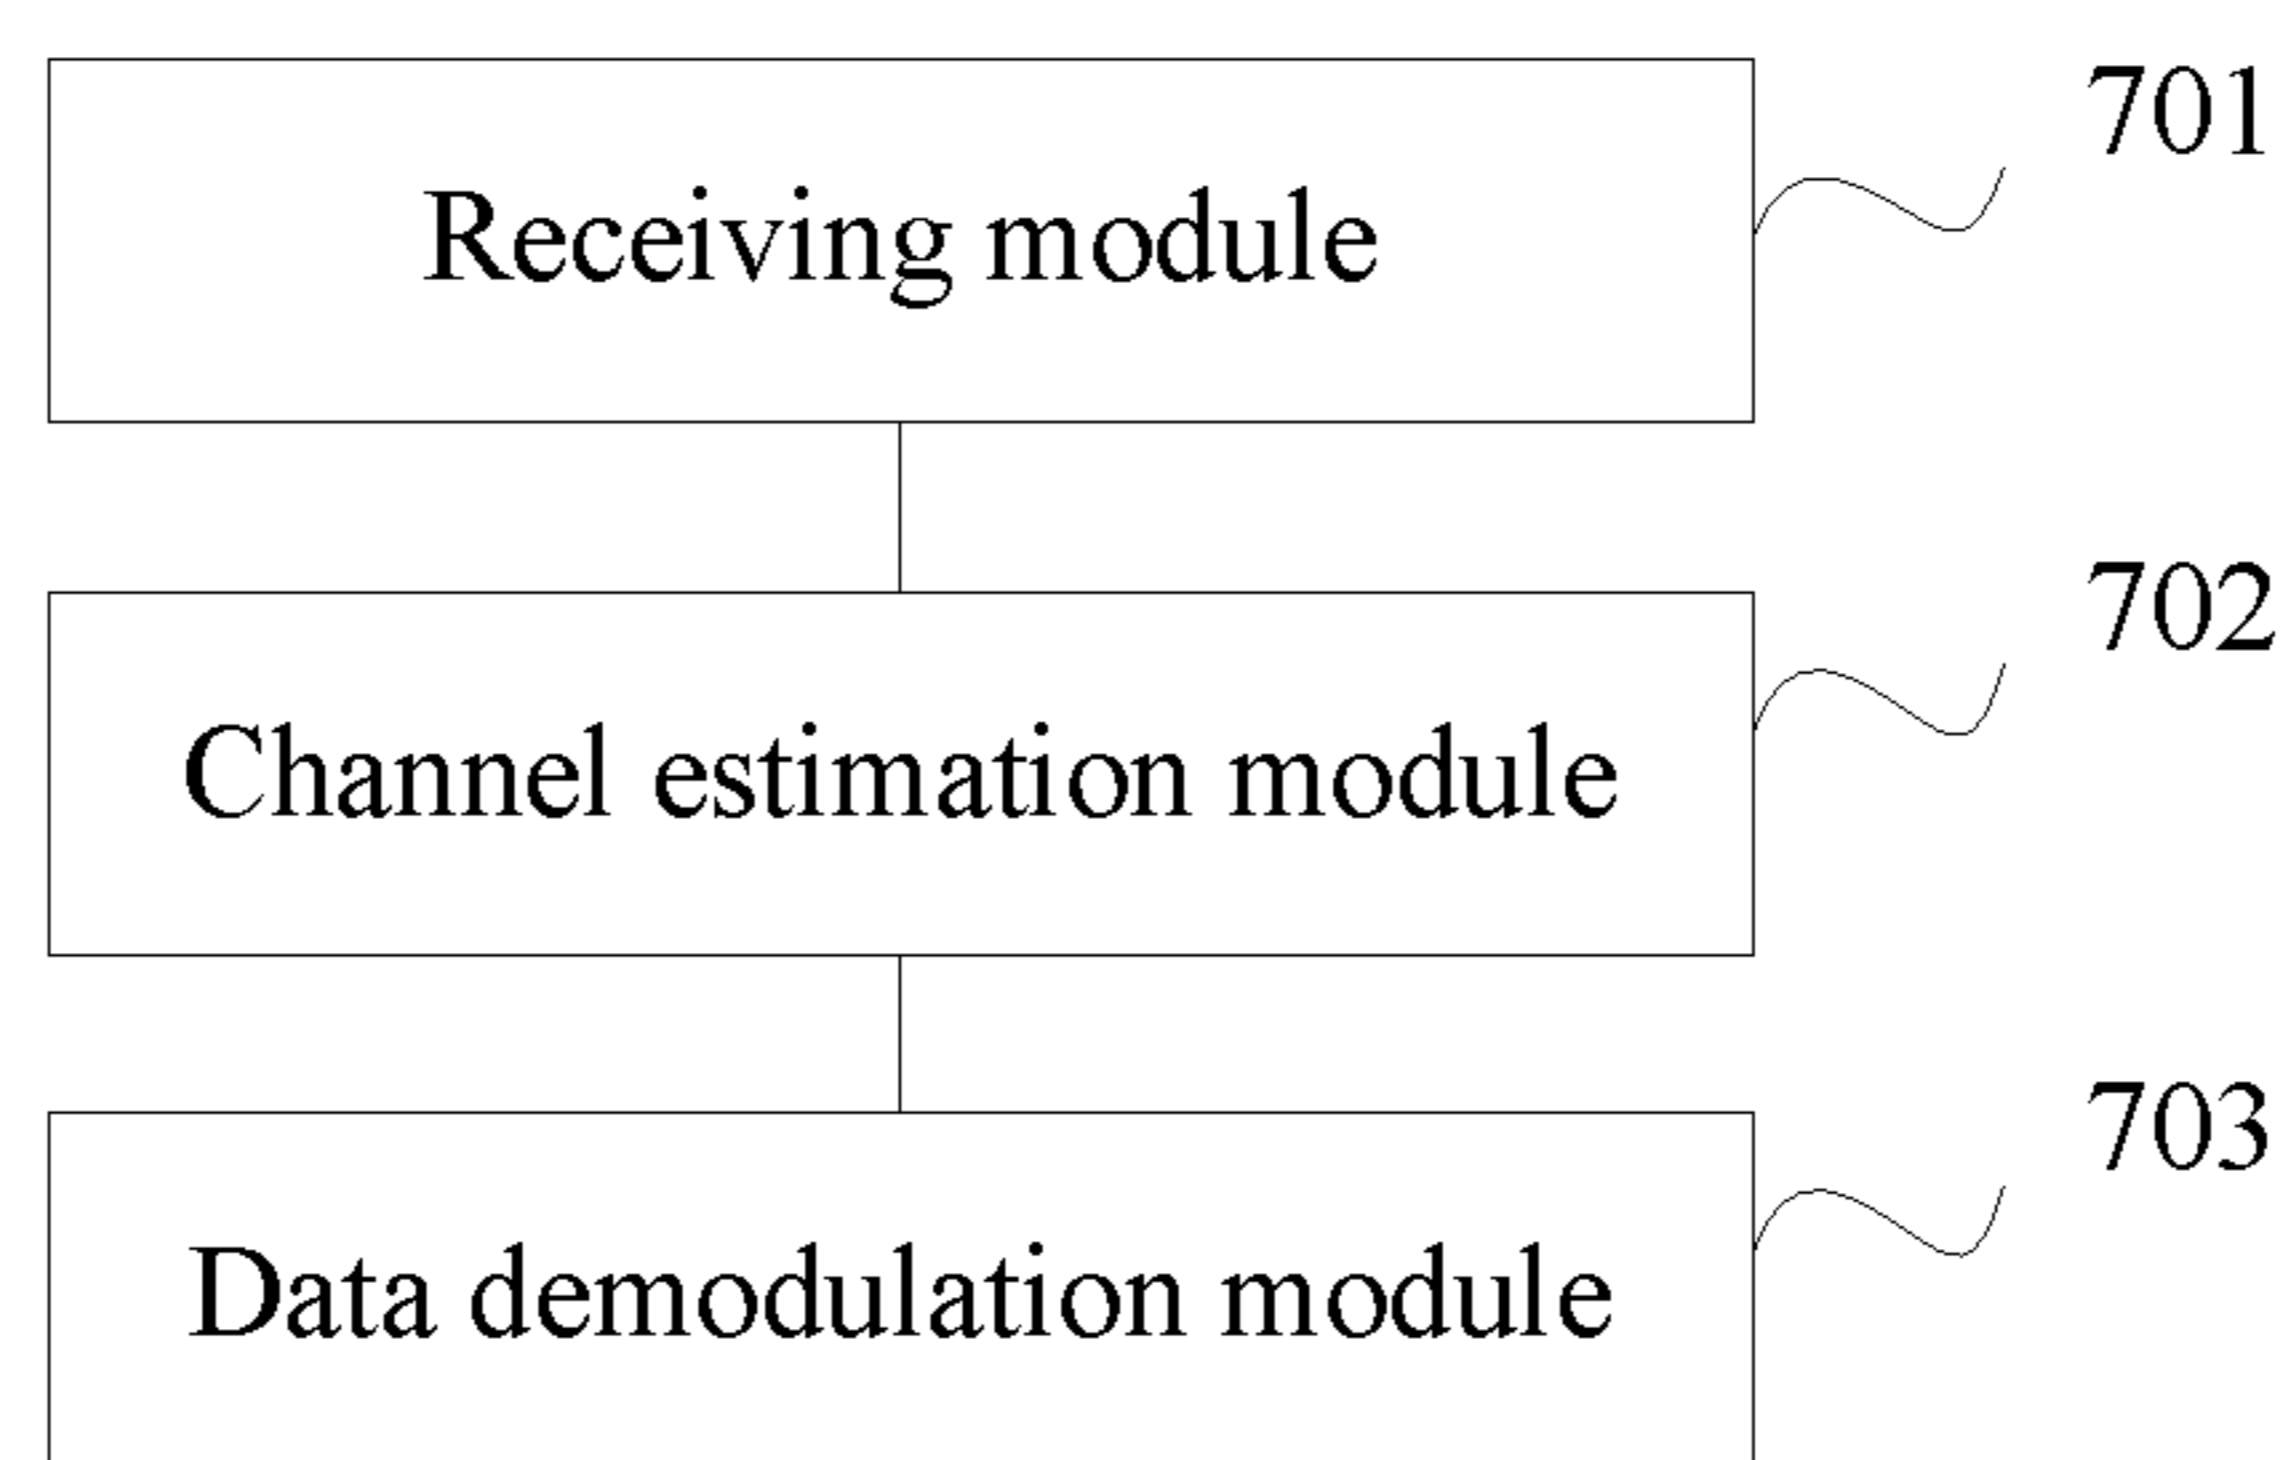 701
Receiving module
702
Channel estimation module
703
Data demodulation module